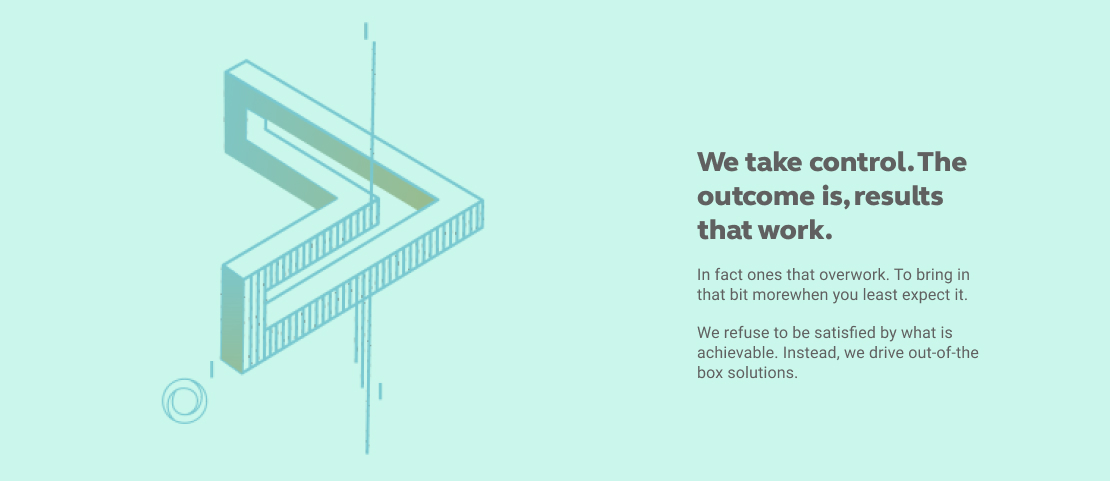 We take control. The
outcome is, results
that work.
In fact ones that overwork. To bring in
that bit morewhen you least expect it.
We refuse to be satisfied by what is
achievable. Instead, we drive out-of-the
box solutions.